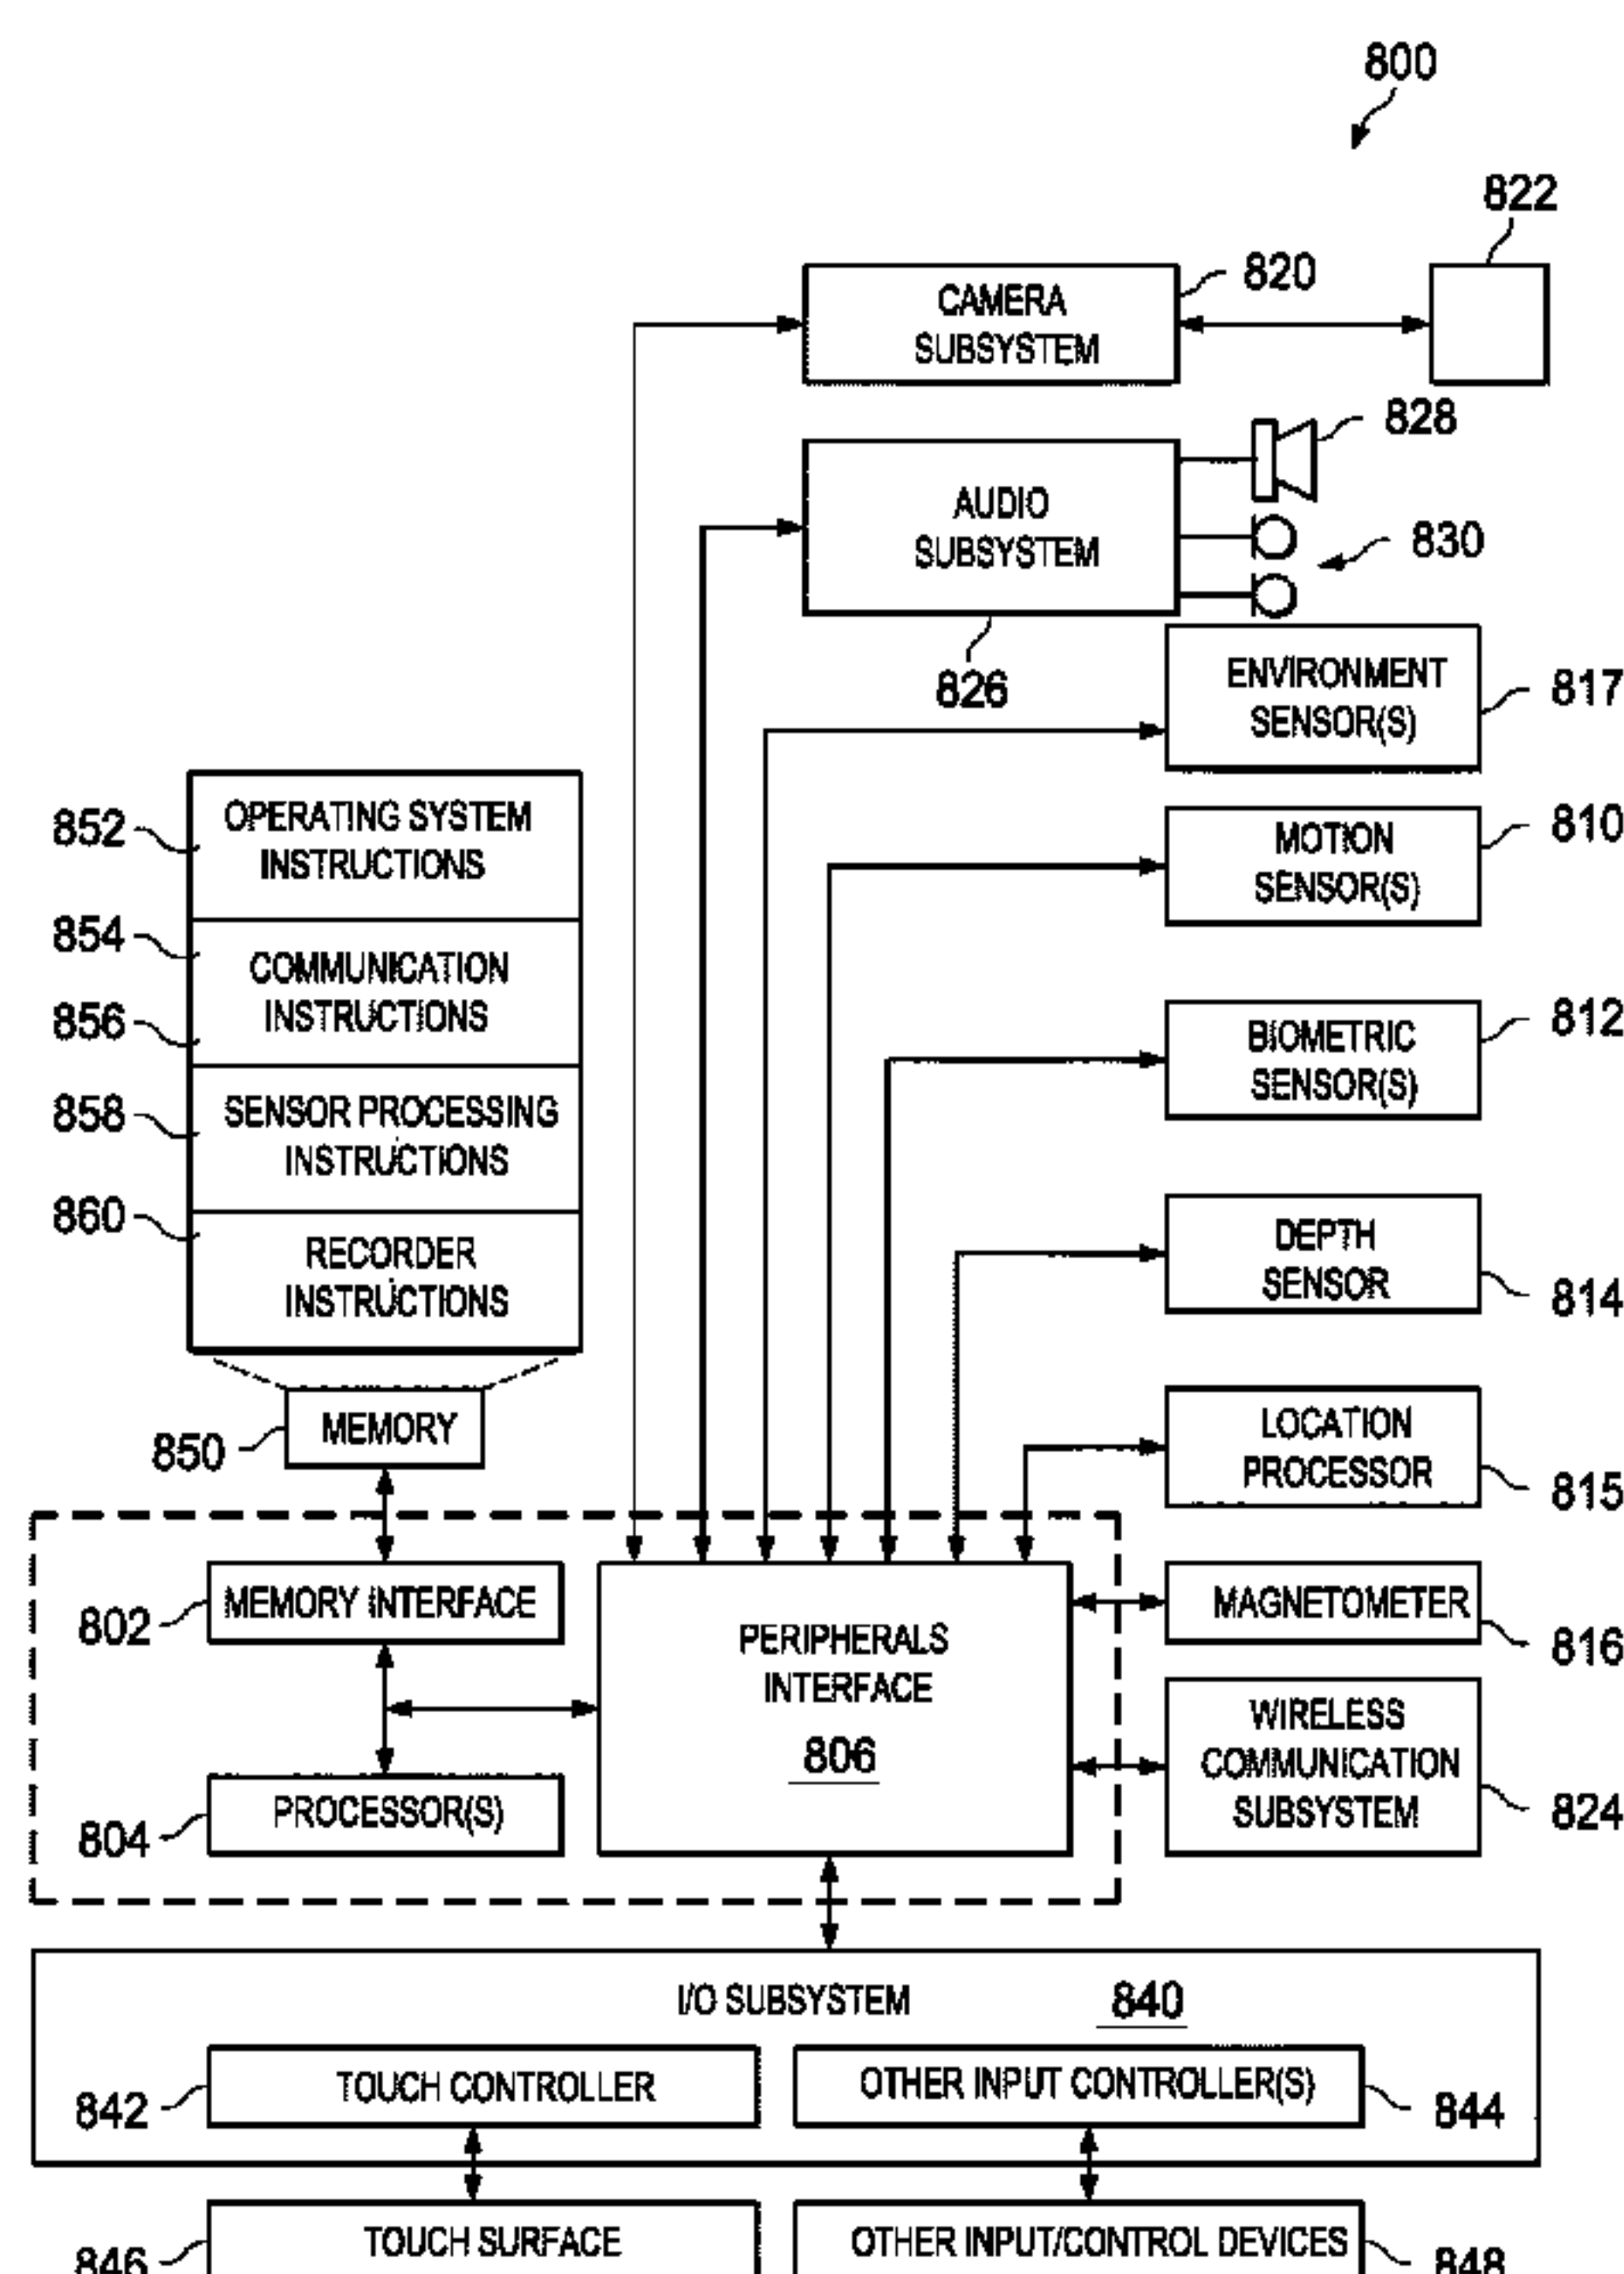 800
822
820
CAMERA
SUBSYSTEM
828
AUDIO
SUBSYSTEM
830
826
ENVIRONMENT
SENSOR(S)
817
852
OPERATING SYSTEM
INSTRUCTIONS
MOTION
SENSOR(S)
810
854
COMMUNICATION
INSTRUCTIONS
856
BIOMETRIC
SENSOR(S)
812
858
SENSOR PROCESSING
INSTRUCTIONS
860
RECORDER
INSTRUCTIONS
DEPTH
SENSOR
814
MEMORY
850
LOCATION
PROCESSOR
815
MEMORY INTERFACE
802
PERIPHERALS
INTERFACE
806
MAGNETOMETER
816
PROCESSOR(S)
804
WIRELESS
COMMUNICATION
SUBSYSTEM
824
I/O SUBSYSTEM
840
TOUCH CONTROLLER
842
OTHER INPUT CONTROLLER(S)
844
TOUCH SURFACE
846
OTHER INPUT/CONTROL DEVICES
848